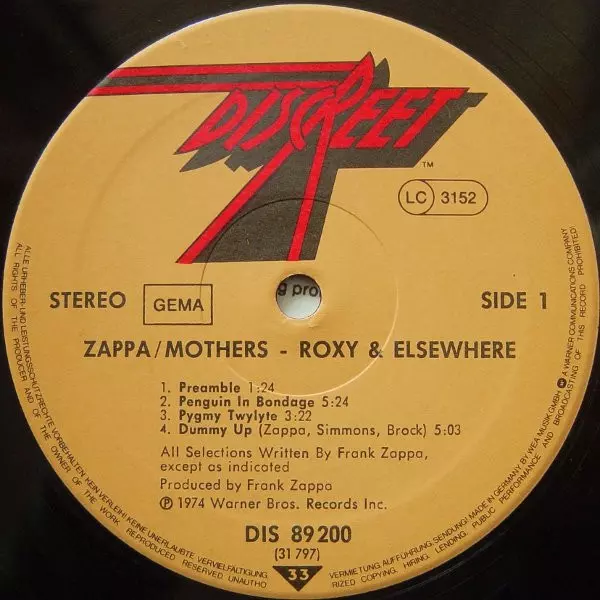 DISCREET
TM
LC 3152
STEREO GEMA SIDE 1
g pro
ZAPPA/MOTHERS - ROXY & ELSEWHERE
1. Preamble 1:24
2. Penguin In Bondage 5:24
3. Pygmy Twylyte 3:22
4. Dummy Up (Zappa, Simmons, Brock) 5:03
All Selections Written By Frank Zappa,
except as indicated
Produced by Frank Zappa
Ⓟ 1974 Warner Bros. Records Inc.
DIS 89 200
(31 797)
33
ALLE URHEBER- UND LEISTUNGSSCHUTZRECHTE VORBEHALTEN. KEIN VERLEIH! KEINE UNERLAUBTE VERVIELFÄLTIGUNG, VERMIETUNG, AUFFÜHRUNG, SENDUNG! MADE IN GERMANY BY WEA MUSIK GMBH A WARNER COMMUNICATIONS COMPANY
ALL RIGHTS OF THE PRODUCER AND OF THE OWNER OF THE WORK REPRODUCED RESERVED. UNAUTHORIZED COPYING, HIRING, LENDING, PUBLIC PERFORMANCE AND BROADCASTING OF THIS RECORD PROHIBITED!